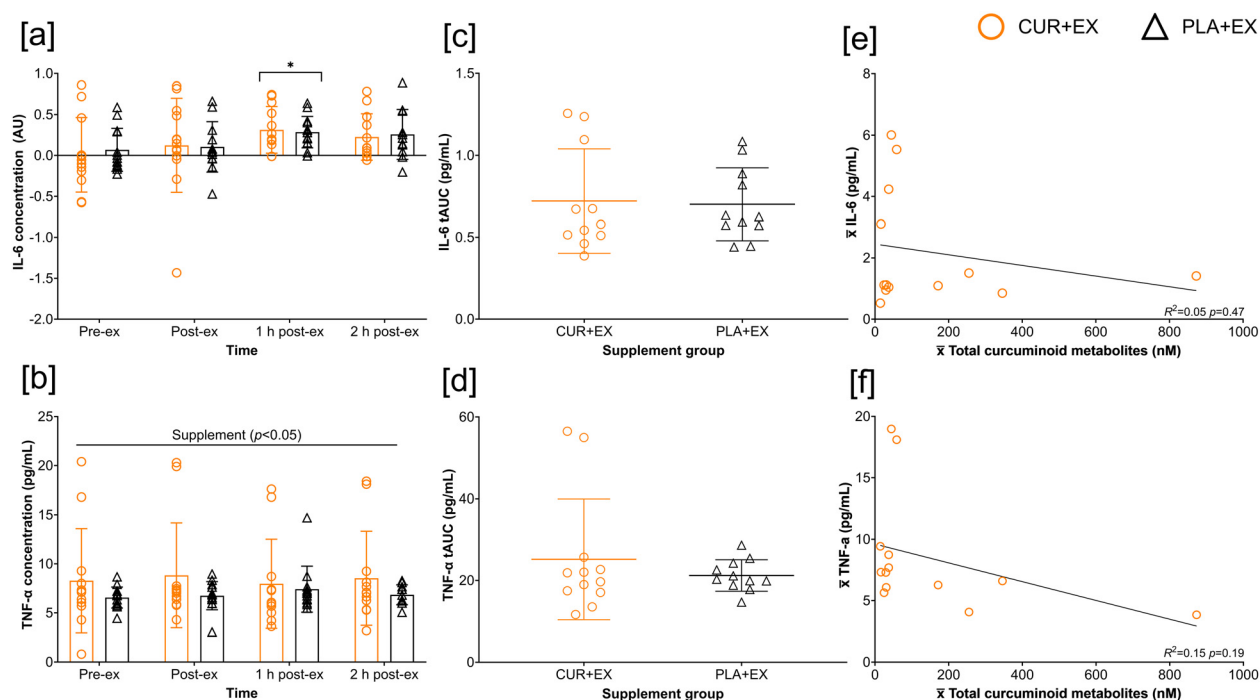 CUR+EX PLA+EX
[a]
IL-6 concentration (AU)
1.0
0.5
0.0
-0.5
-1.0
-1.5
-2.0
*
Pre-ex Post-ex 1 h post-ex 2 h post-ex
Time
[c]
IL-6 tAUC (pg/mL)
1.5
1.0
0.5
0.0
CUR+EX PLA+EX
Supplement group
[e]
x̅ IL-6 (pg/mL)
8
6
4
2
0
R²=0.05 p=0.47
0 200 400 600 800 1000
x̅ Total curcuminoid metabolites (nM)
[b]
TNF-α concentration (pg/mL)
25
20
15
10
5
0
Supplement (p<0.05)
Pre-ex Post-ex 1 h post-ex 2 h post-ex
Time
[d]
TNF-α tAUC (pg/mL)
60
40
20
0
CUR+EX PLA+EX
Supplement group
[f]
x̅ TNF-a (pg/mL)
20
15
10
5
0
R²=0.15 p=0.19
0 200 400 600 800 1000
x̅ Total curcuminoid metabolites (nM)